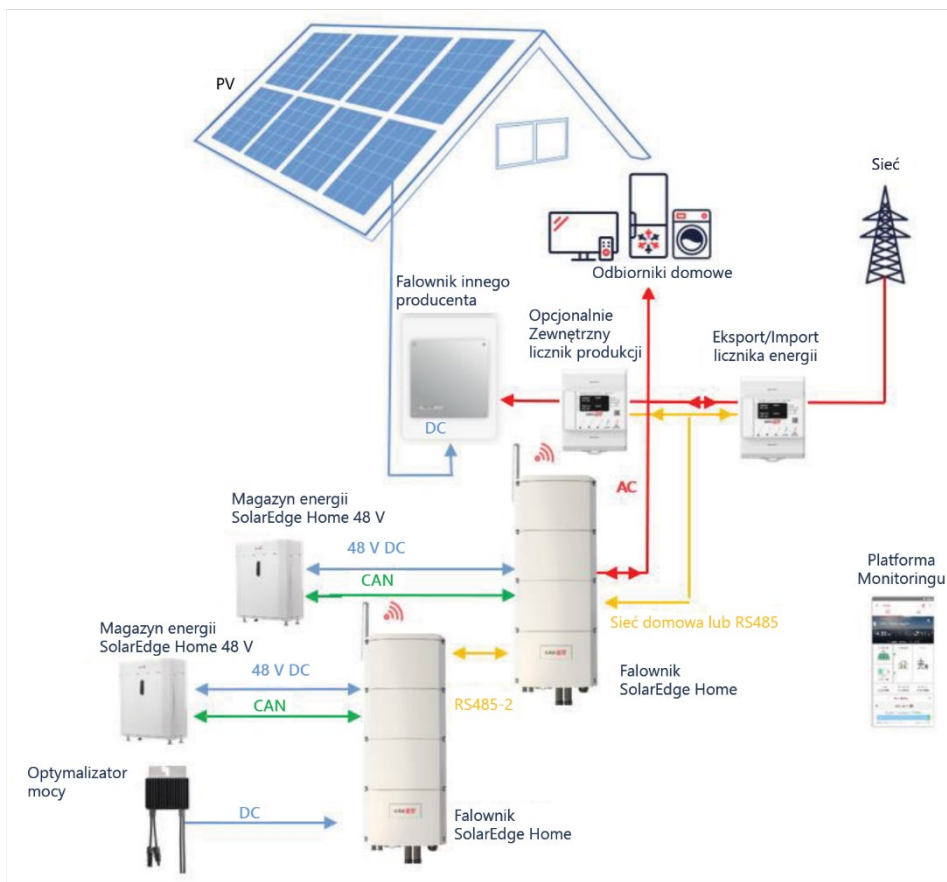 PV
Sieć
Odbiorniki domowe
Falownik innego
producenta
Opcjonalnie
Zewnętrzny
licznik produkcji
Eksport/Import
licznika energii
DC
AC
Magazyn energii
SolarEdge Home 48 V
48 V DC
CAN
Platforma
Monitoringu
Sieć domowa lub RS485
Magazyn energii
SolarEdge Home 48 V
48 V DC
CAN
RS485-2
Falownik
SolarEdge Home
Optymalizator
mocy
DC
Falownik
SolarEdge Home